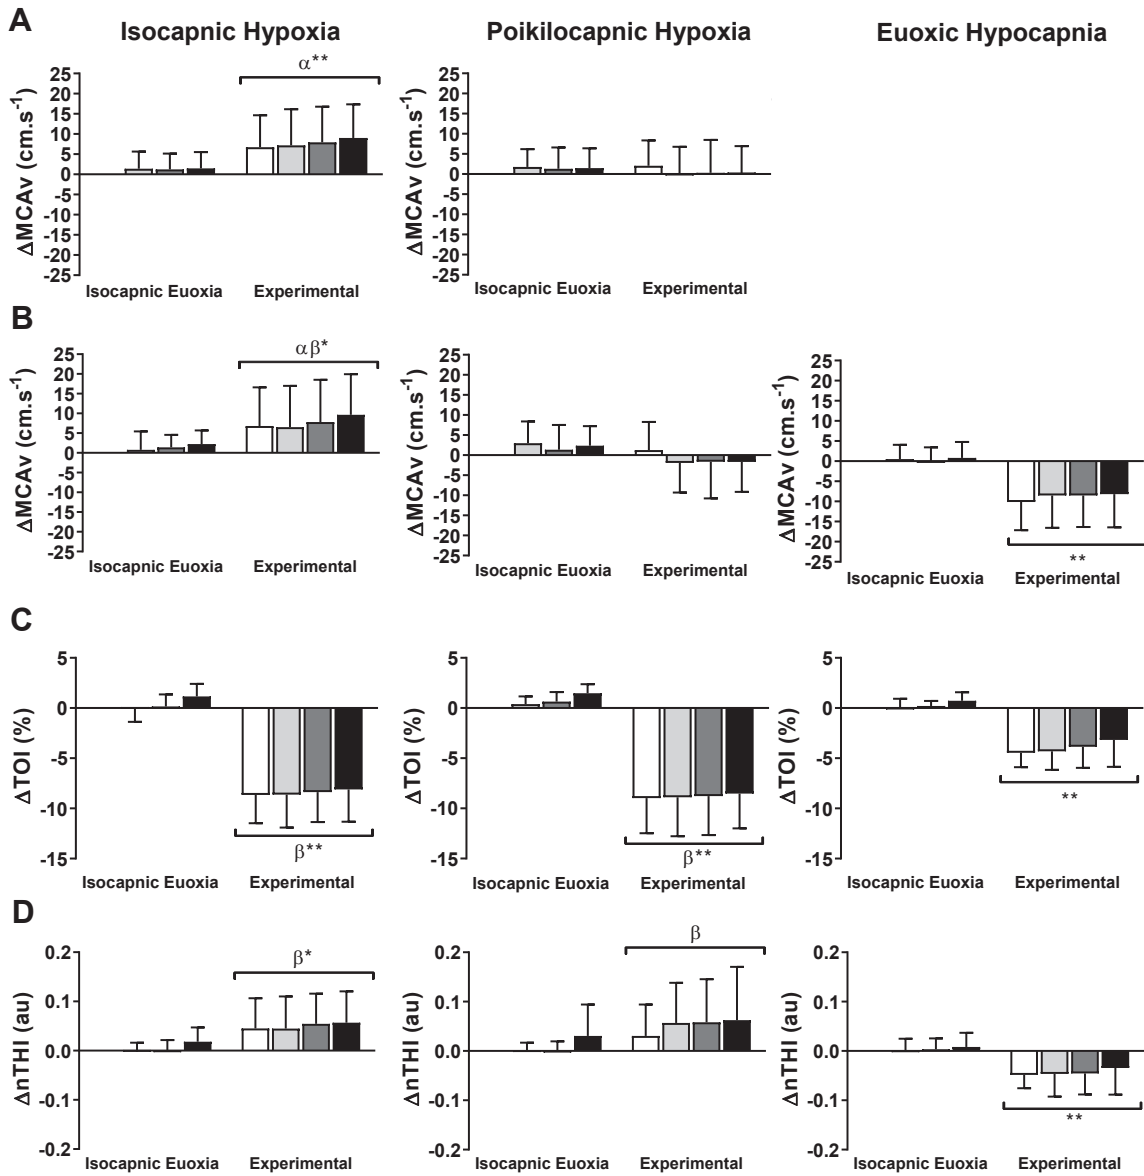 A
Isocapnic Hypoxia
Poikilocapnic Hypoxia
Euoxic Hypocapnia
α**
25
20
15
10
5
0
-5
-10
-15
-20
-25
ΔMCAv (cm.s⁻¹)
Isocapnic Euoxia
Experimental
25
20
15
10
5
0
-5
-10
-15
-20
-25
ΔMCAv (cm.s⁻¹)
Isocapnic Euoxia
Experimental
B
αβ*
25
20
15
10
5
0
-5
-10
-15
-20
-25
ΔMCAv (cm.s⁻¹)
Isocapnic Euoxia
Experimental
25
20
15
10
5
0
-5
-10
-15
-20
-25
ΔMCAv (cm.s⁻¹)
Isocapnic Euoxia
Experimental
25
20
15
10
5
0
-5
-10
-15
-20
-25
ΔMCAv (cm.s⁻¹)
**
Isocapnic Euoxia
Experimental
C
5
0
-5
-10
-15
ΔTOI (%)
β**
Isocapnic Euoxia
Experimental
5
0
-5
-10
-15
ΔTOI (%)
β**
Isocapnic Euoxia
Experimental
5
0
-5
-10
-15
ΔTOI (%)
**
Isocapnic Euoxia
Experimental
D
β*
0.2
0.1
0.0
-0.1
-0.2
ΔnTHI (au)
Isocapnic Euoxia
Experimental
β
0.2
0.1
0.0
-0.1
-0.2
ΔnTHI (au)
Isocapnic Euoxia
Experimental
0.2
0.1
0.0
-0.1
-0.2
ΔnTHI (au)
**
Isocapnic Euoxia
Experimental